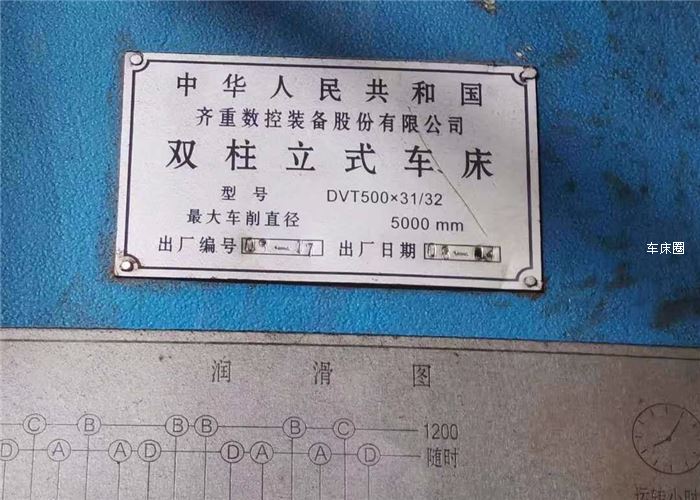 中华人民共和国
齐重数控装备股份有限公司
双柱立式车床
型号 DVT500×31/32
最大车削直径 5000 mm
出厂编号 出厂日期
车床圈
润滑图
C B B B B C 1200
D A A D D A A D 随时